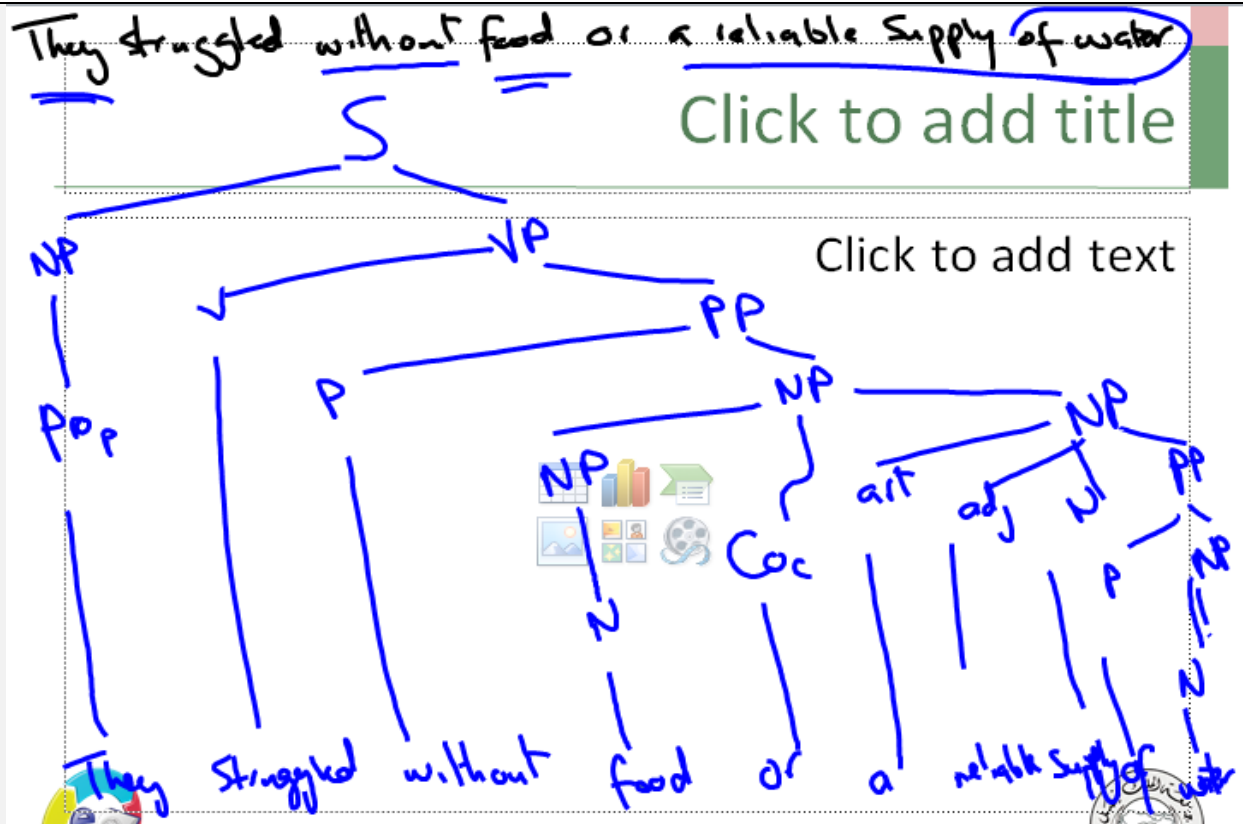 They struggled without food or a reliable Supply of water
Click to add title
S
NP VP
Click to add text
V PP
P NP NP
art adj N PP
NP
Coc P NP
N N
They struggled without food or a reliable supply of water